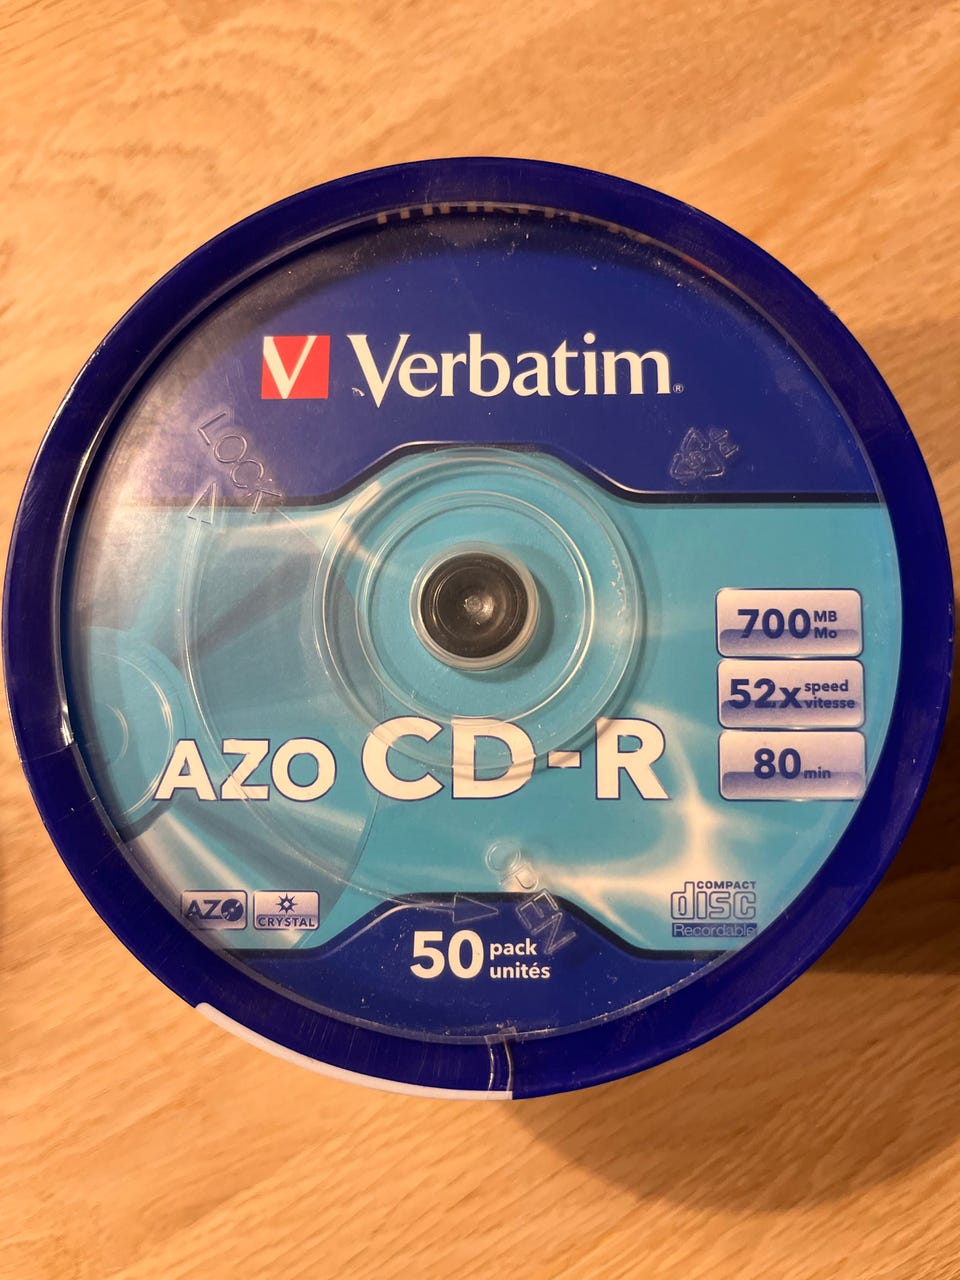 V Verbatim®
LOCK
700 MB
Mo
52x speed
vitesse
80 min
AZO CD-R
OPEN
AZO
CRYSTAL
COMPACT
disc
Recordable
50 pack
unités